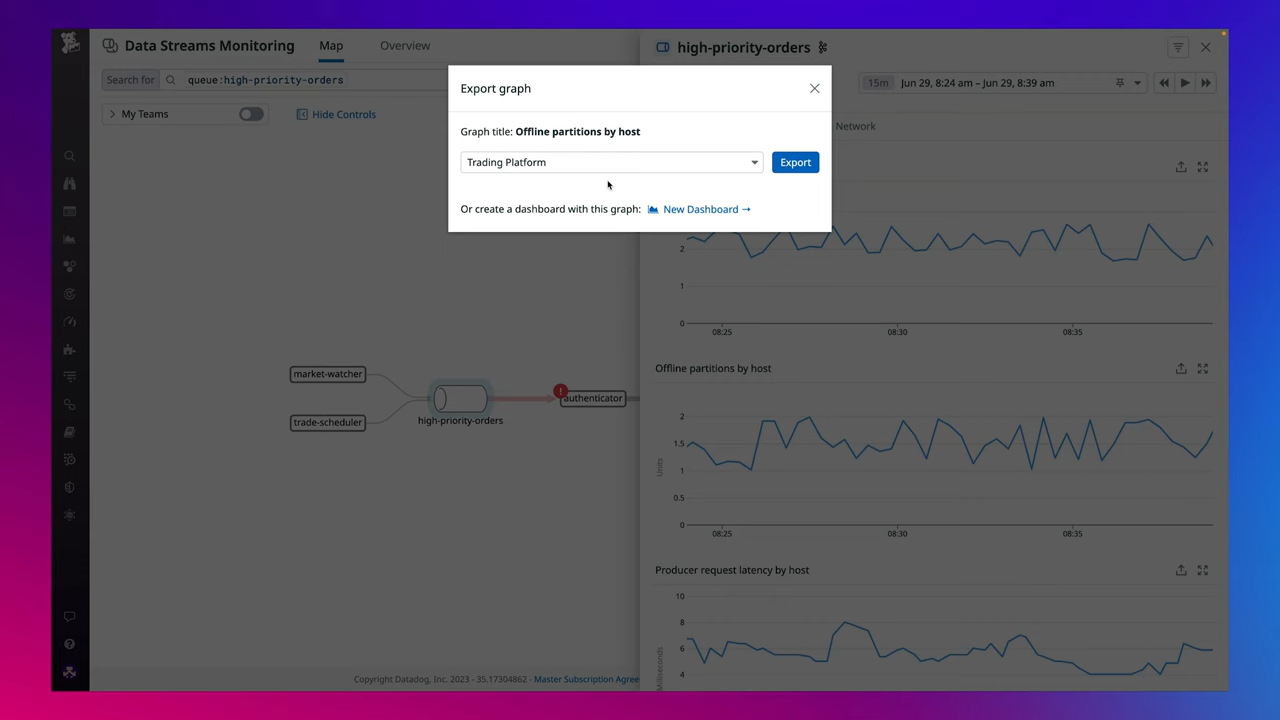 Data Streams Monitoring
Map
Overview
Search for
queue:high-priority-orders
My Teams
Hide Controls
Export graph
Graph title: Offline partitions by host
Trading Platform
Export
Or create a dashboard with this graph: New Dashboard →
high-priority-orders
15m
Jun 29, 8:24 am – Jun 29, 8:39 am
Network
2
1
0
08:25
08:30
08:35
market-watcher
trade-scheduler
high-priority-orders
!
authenticator
Offline partitions by host
2
1.5
1
0.5
0
Units
08:25
08:30
08:35
Producer request latency by host
10
8
6
4
Milliseconds
Copyright Datadog, Inc. 2023 - 35.17304862 - Master Subscription Agree